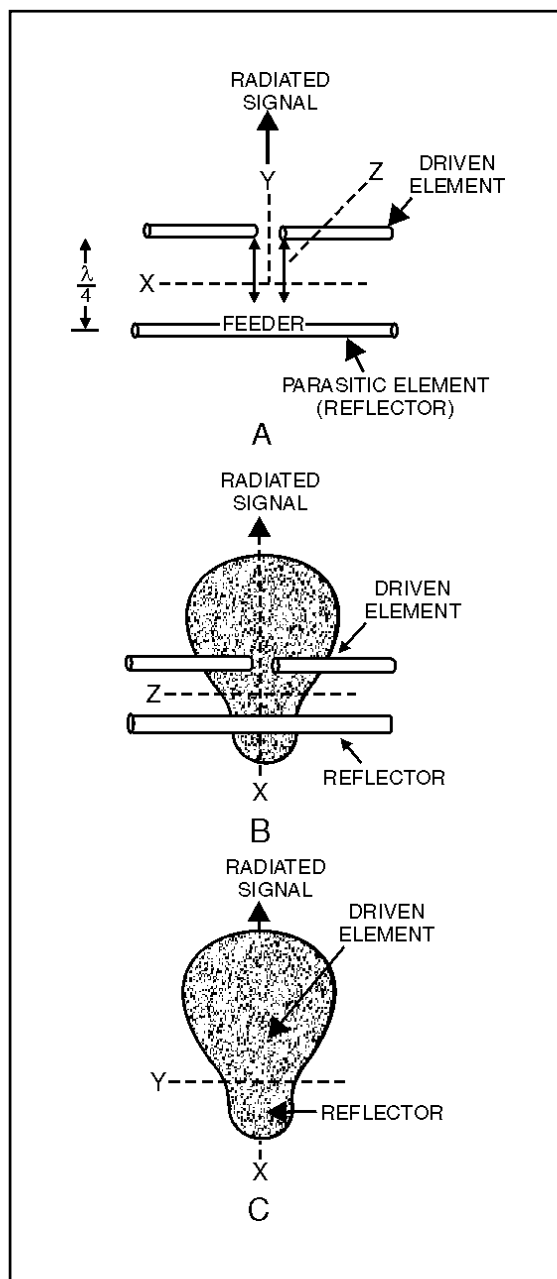 RADIATED
SIGNAL
Y
Z
DRIVEN
ELEMENT
λ
4
X
FEEDER
PARASITIC ELEMENT
(REFLECTOR)
A
RADIATED
SIGNAL
DRIVEN
ELEMENT
Z
REFLECTOR
X
B
RADIATED
SIGNAL
DRIVEN
ELEMENT
Y
REFLECTOR
X
C